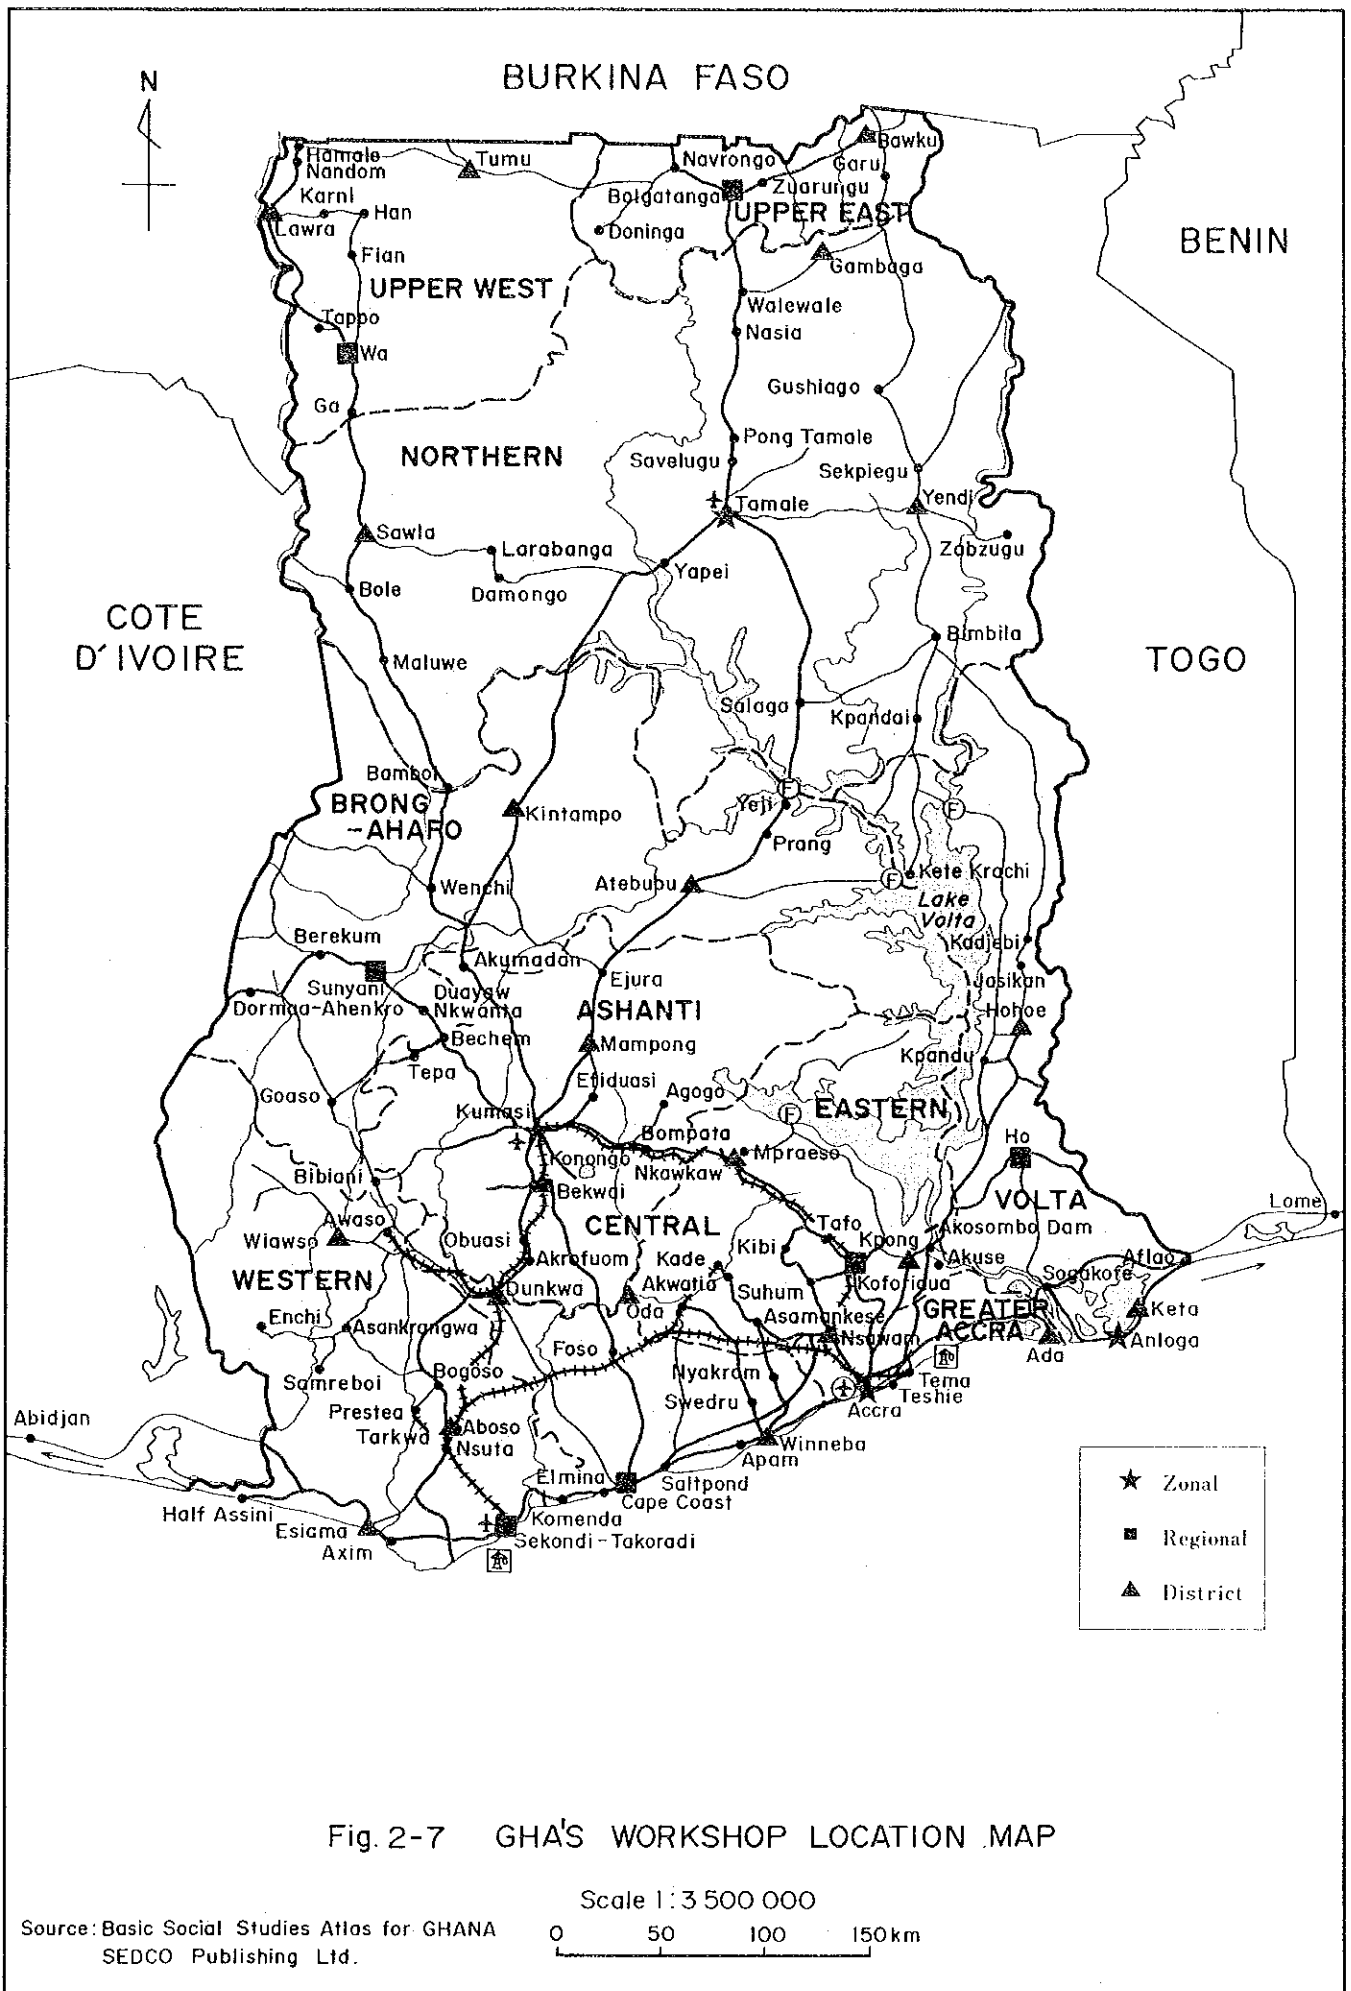 BURKINA FASO
N
Hamale
Nandom
Tumu
Navrongo
Bawku
Garu
Karni
Han
Bolgatanga
Zuarungu
Lawra
UPPER EAST
Doninga
BENIN
Fian
Gambaga
UPPER WEST
Walewale
Tappo
Nasia
Wa
Gushiago
Ga
Pong Tamale
NORTHERN
Savelugu
Sekpiegu
Tamale
Yendi
Sawla
Larabanga
Zabzugu
Yapei
Bole
Damongo
COTE
D'IVOIRE
Bimbila
Maluwe
TOGO
Salaga
Kpandai
Bamboi
BRONG
-AHAFO
Yeji
F
F
Kintampo
Prang
Wenchi
Atebubu
F
Kete Krachi
Lake
Volta
Berekum
Kadjebi
Akumadan
Ejura
Sunyani
Jasikan
Dormaa-Ahenkro
Duayaw
Nkwanta
ASHANTI
Hohoe
Bechem
Mampong
Tepa
Kpandu
Goaso
Efiduasi
Agogo
F
EASTERN
Kumasi
Bompata
Ho
Konongo
Nkawkaw
Mpraeso
Bibiani
Bekwai
VOLTA
Lome
Awaso
CENTRAL
Tafo
Akosombo Dam
Wiawso
Obuasi
Kibi
Kpong
Akrofuom
Kade
Akuse
Aflao
WESTERN
Dunkwa
Akwatia
Koforidua
Sogakofe
Oda
Suhum
Enchi
Asankrangwa
Asamankese
GREATER
ACCRA
Keta
Foso
Nsawam
Ada
Anloga
Samreboi
Bogoso
Nyakrom
Tema
Teshie
Prestea
Swedru
Accra
Abidjan
Tarkwa
Aboso
Nsuta
Winneba
Apam
Elmina
Saltpond
Half Assini
Komenda
Cape Coast
Esiama
Axim
Sekondi-Takoradi
Zonal
Regional
District
Fig. 2-7 GHA'S WORKSHOP LOCATION MAP
Scale 1:3 500 000
Source: Basic Social Studies Atlas for GHANA
SEDCO Publishing Ltd.
0 50 100 150km